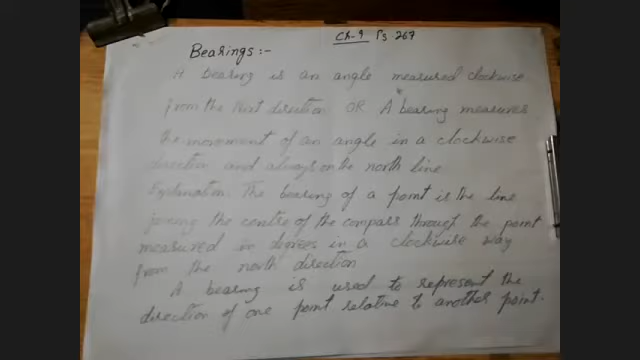 Ch-9 Pg 267
Bearings :-
A bearing is an angle measured clockwise
from the direction OR A bearing measures
the movement of an angle in a clockwise
direction and always on the north line
Explanation. The bearing of a point is the line
joining the centre of the compass through the point
measured in degrees in a clockwise way
from the north direction
A bearing is used to represent the
direction of one point relative to another point.